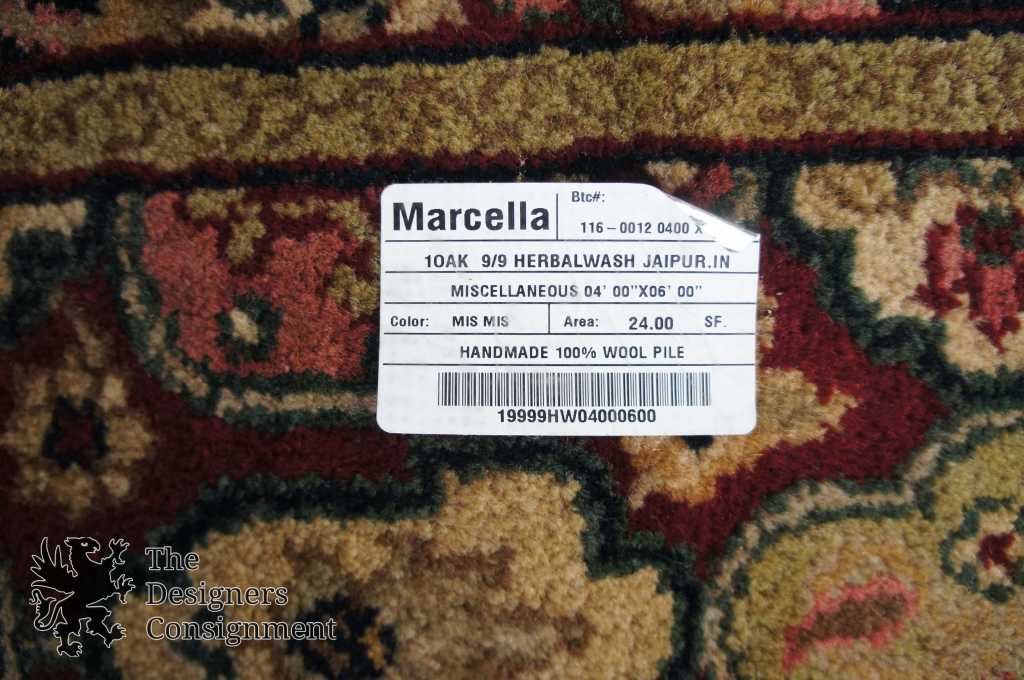 Marcella
Btc#:
116-0012 0400 X
10AK 9/9 HERBALWASH JAIPUR.IN
MISCELLANEOUS 04' 00"X06' 00"
Color: MIS MIS Area: 24.00 SF.
HANDMADE 100% WOOL PILE
19999HW04000600
The
Designers
Consignment